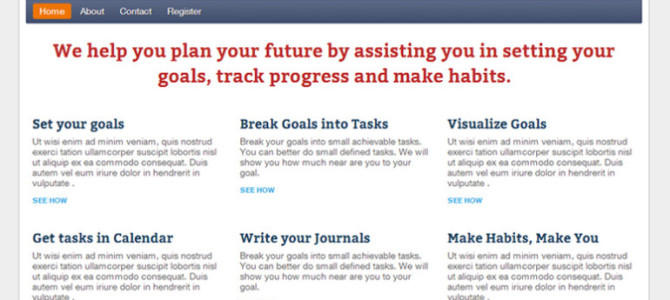 Home About Contact Register
We help you plan your future by assisting you in setting your
goals, track progress and make habits.
Set your goals
Ut wisi enim ad minim veniam, quis nostrud
exerci tation ullamcorper suscipit lobortis nisl
ut aliquip ex ea commodo consequat. Duis
autem vel eum iriure dolor in hendrerit in
vulputate .
SEE HOW
Break Goals into Tasks
Break your goals into small achievable tasks.
You can better do small defined tasks. We will
show you how much near are you to your
goal.
SEE HOW
Visualize Goals
Ut wisi enim ad minim veniam, quis nostrud
exerci tation ullamcorper suscipit lobortis nisl
ut aliquip ex ea commodo consequat. Duis
autem vel eum iriure dolor in hendrerit in
vulputate .
SEE HOW
Get tasks in Calendar
Ut wisi enim ad minim veniam, quis nostrud
exerci tation ullamcorper suscipit lobortis nisl
ut aliquip ex ea commodo consequat. Duis
autem vel eum iriure dolor in hendrerit in
vulputate .
Write your Journals
Break your goals into small achievable tasks.
You can better do small defined tasks. We will
show you how much near are you to your
goal.
Make Habits, Make You
Ut wisi enim ad minim veniam, quis nostrud
exerci tation ullamcorper suscipit lobortis nisl
ut aliquip ex ea commodo consequat. Duis
autem vel eum iriure dolor in hendrerit in
vulputate .